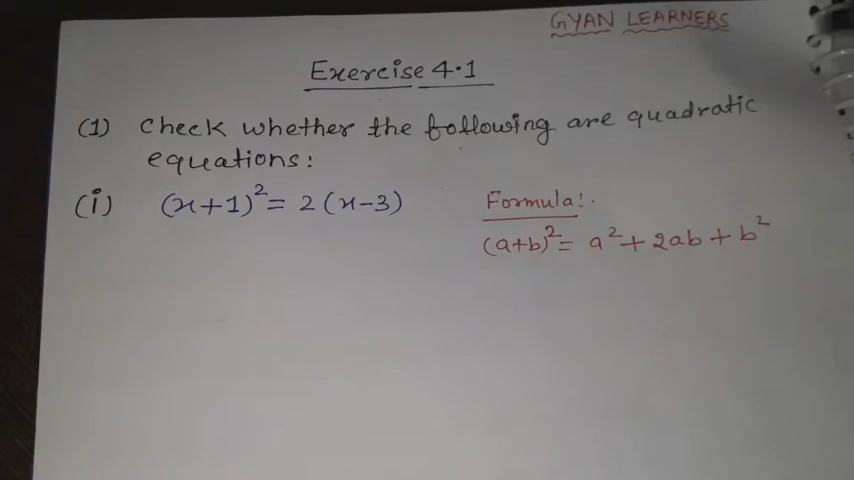 GYAN LEARNERS
Exercise 4.1
(1) Check whether the following are quadratic
equations:
(i) (x+1)² = 2(x-3)
Formula:
(a+b)² = a² + 2ab + b²